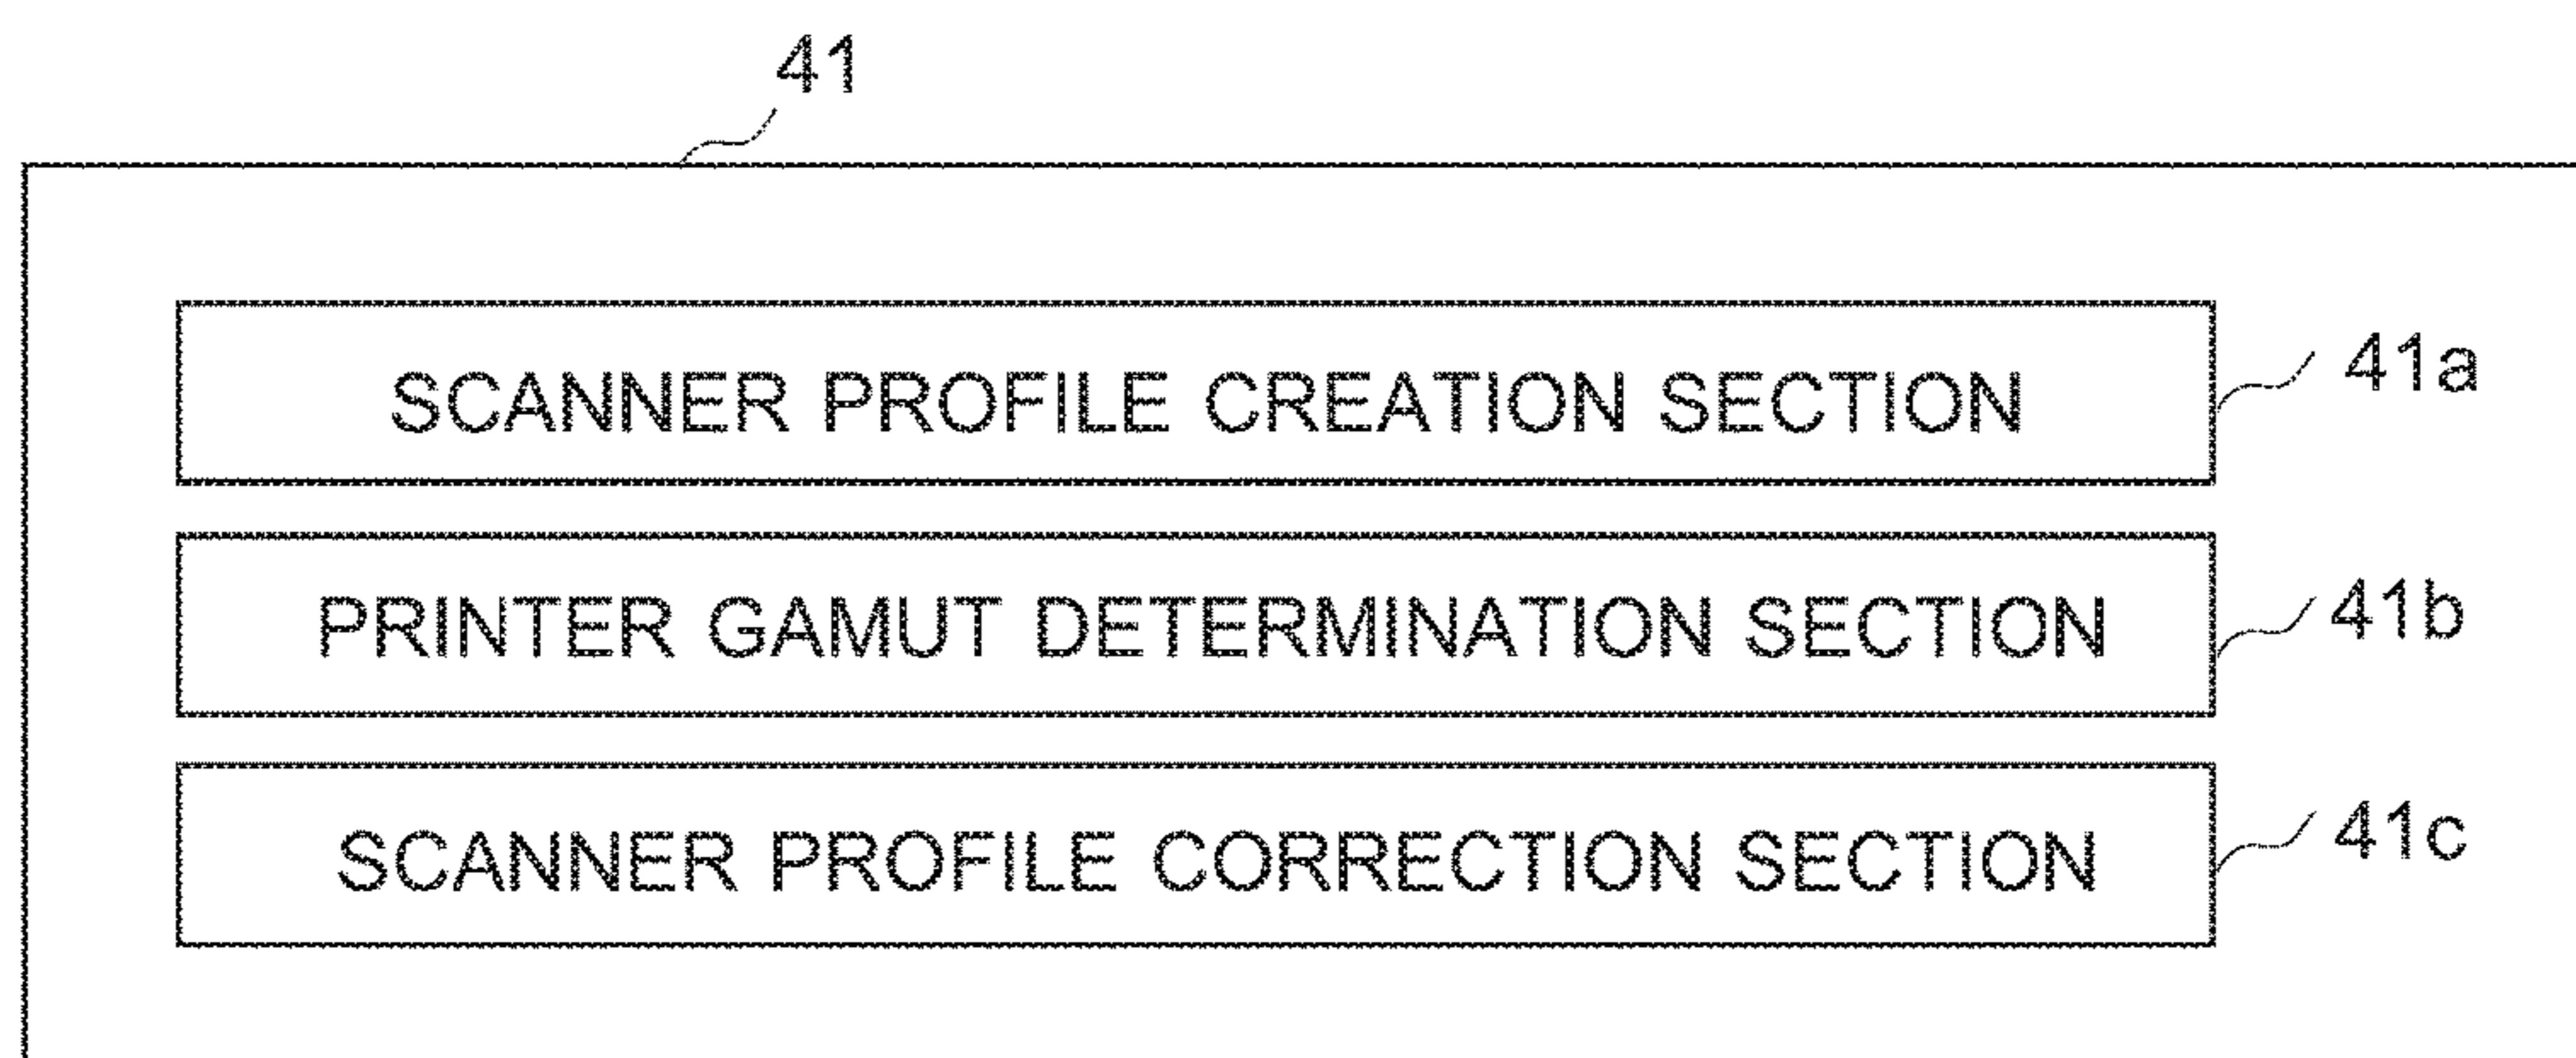 41
SCANNER PROFILE CREATION SECTION 41a
PRINTER GAMUT DETERMINATION SECTION 41b
SCANNER PROFILE CORRECTION SECTION 41c